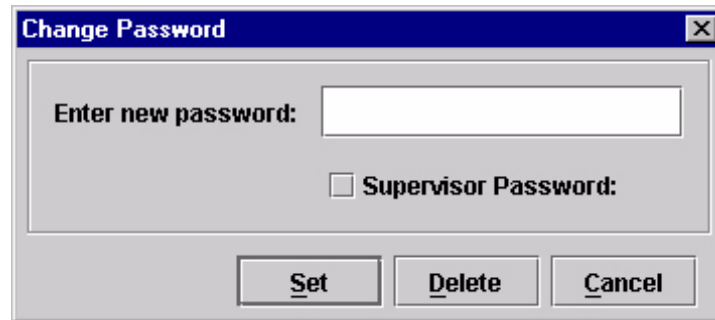 Change Password
Enter new password:
Supervisor Password:
Set Delete Cancel